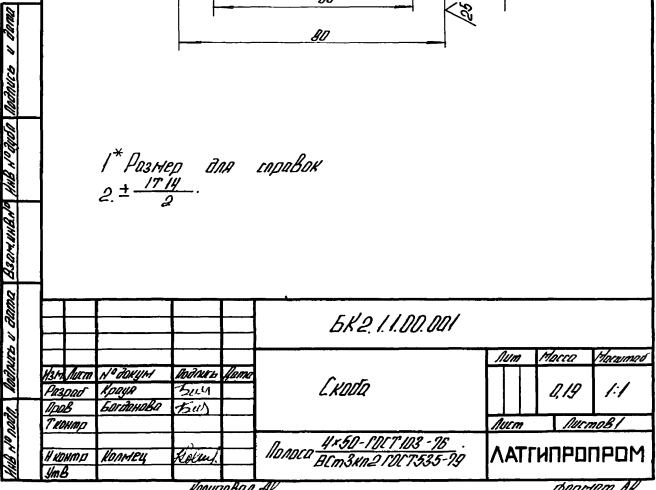 80
25
1* Размер для справок
2. ± IT 14 / 2.
БК2.1.1.00.001
Скоба
Лит Масса Масштаб
0,19 1:1
Лист Листов 1
Изм Лист № докум Подпись Дата
Разраб Крауя
Пров Богданова
Т контр
Н контр Калмец
Утв
Полоса 4×50-ГОСТ 103-76 / ВСт3кп2 ГОСТ 535-79
ЛАТГИПРОПРОМ
Копировал
Формат
Подпись и дата
Инв № дубл
Взам.инв.№
Подпись и дата
Инв № подл.